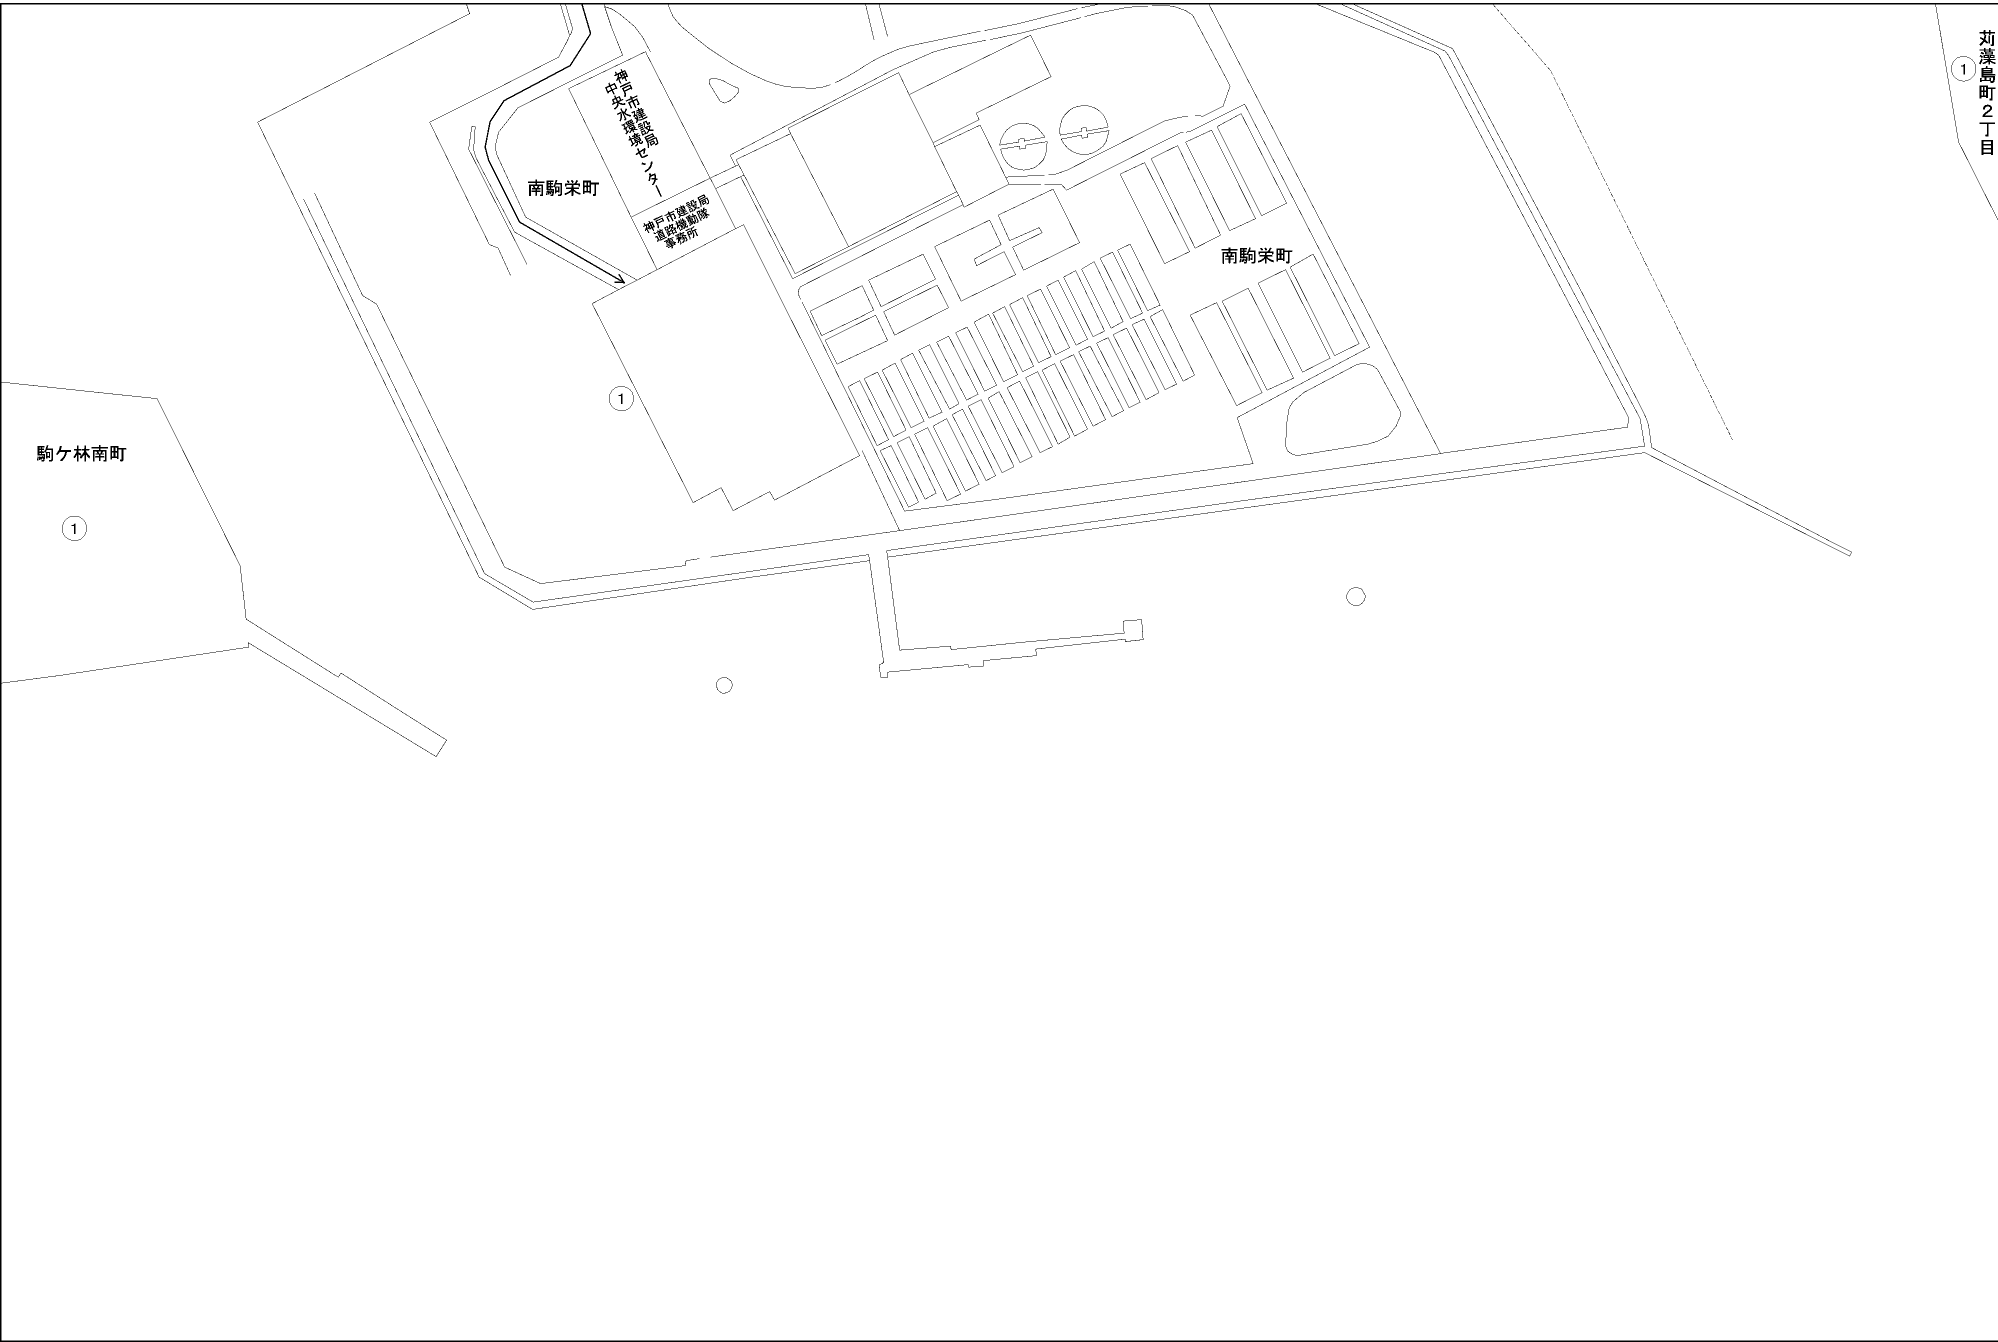 苅藻島町2丁目
①
神戸市建設局
中央水環境センター
南駒栄町
神戸市建設局
道路機動隊
事務所
南駒栄町
①
駒ケ林南町
①